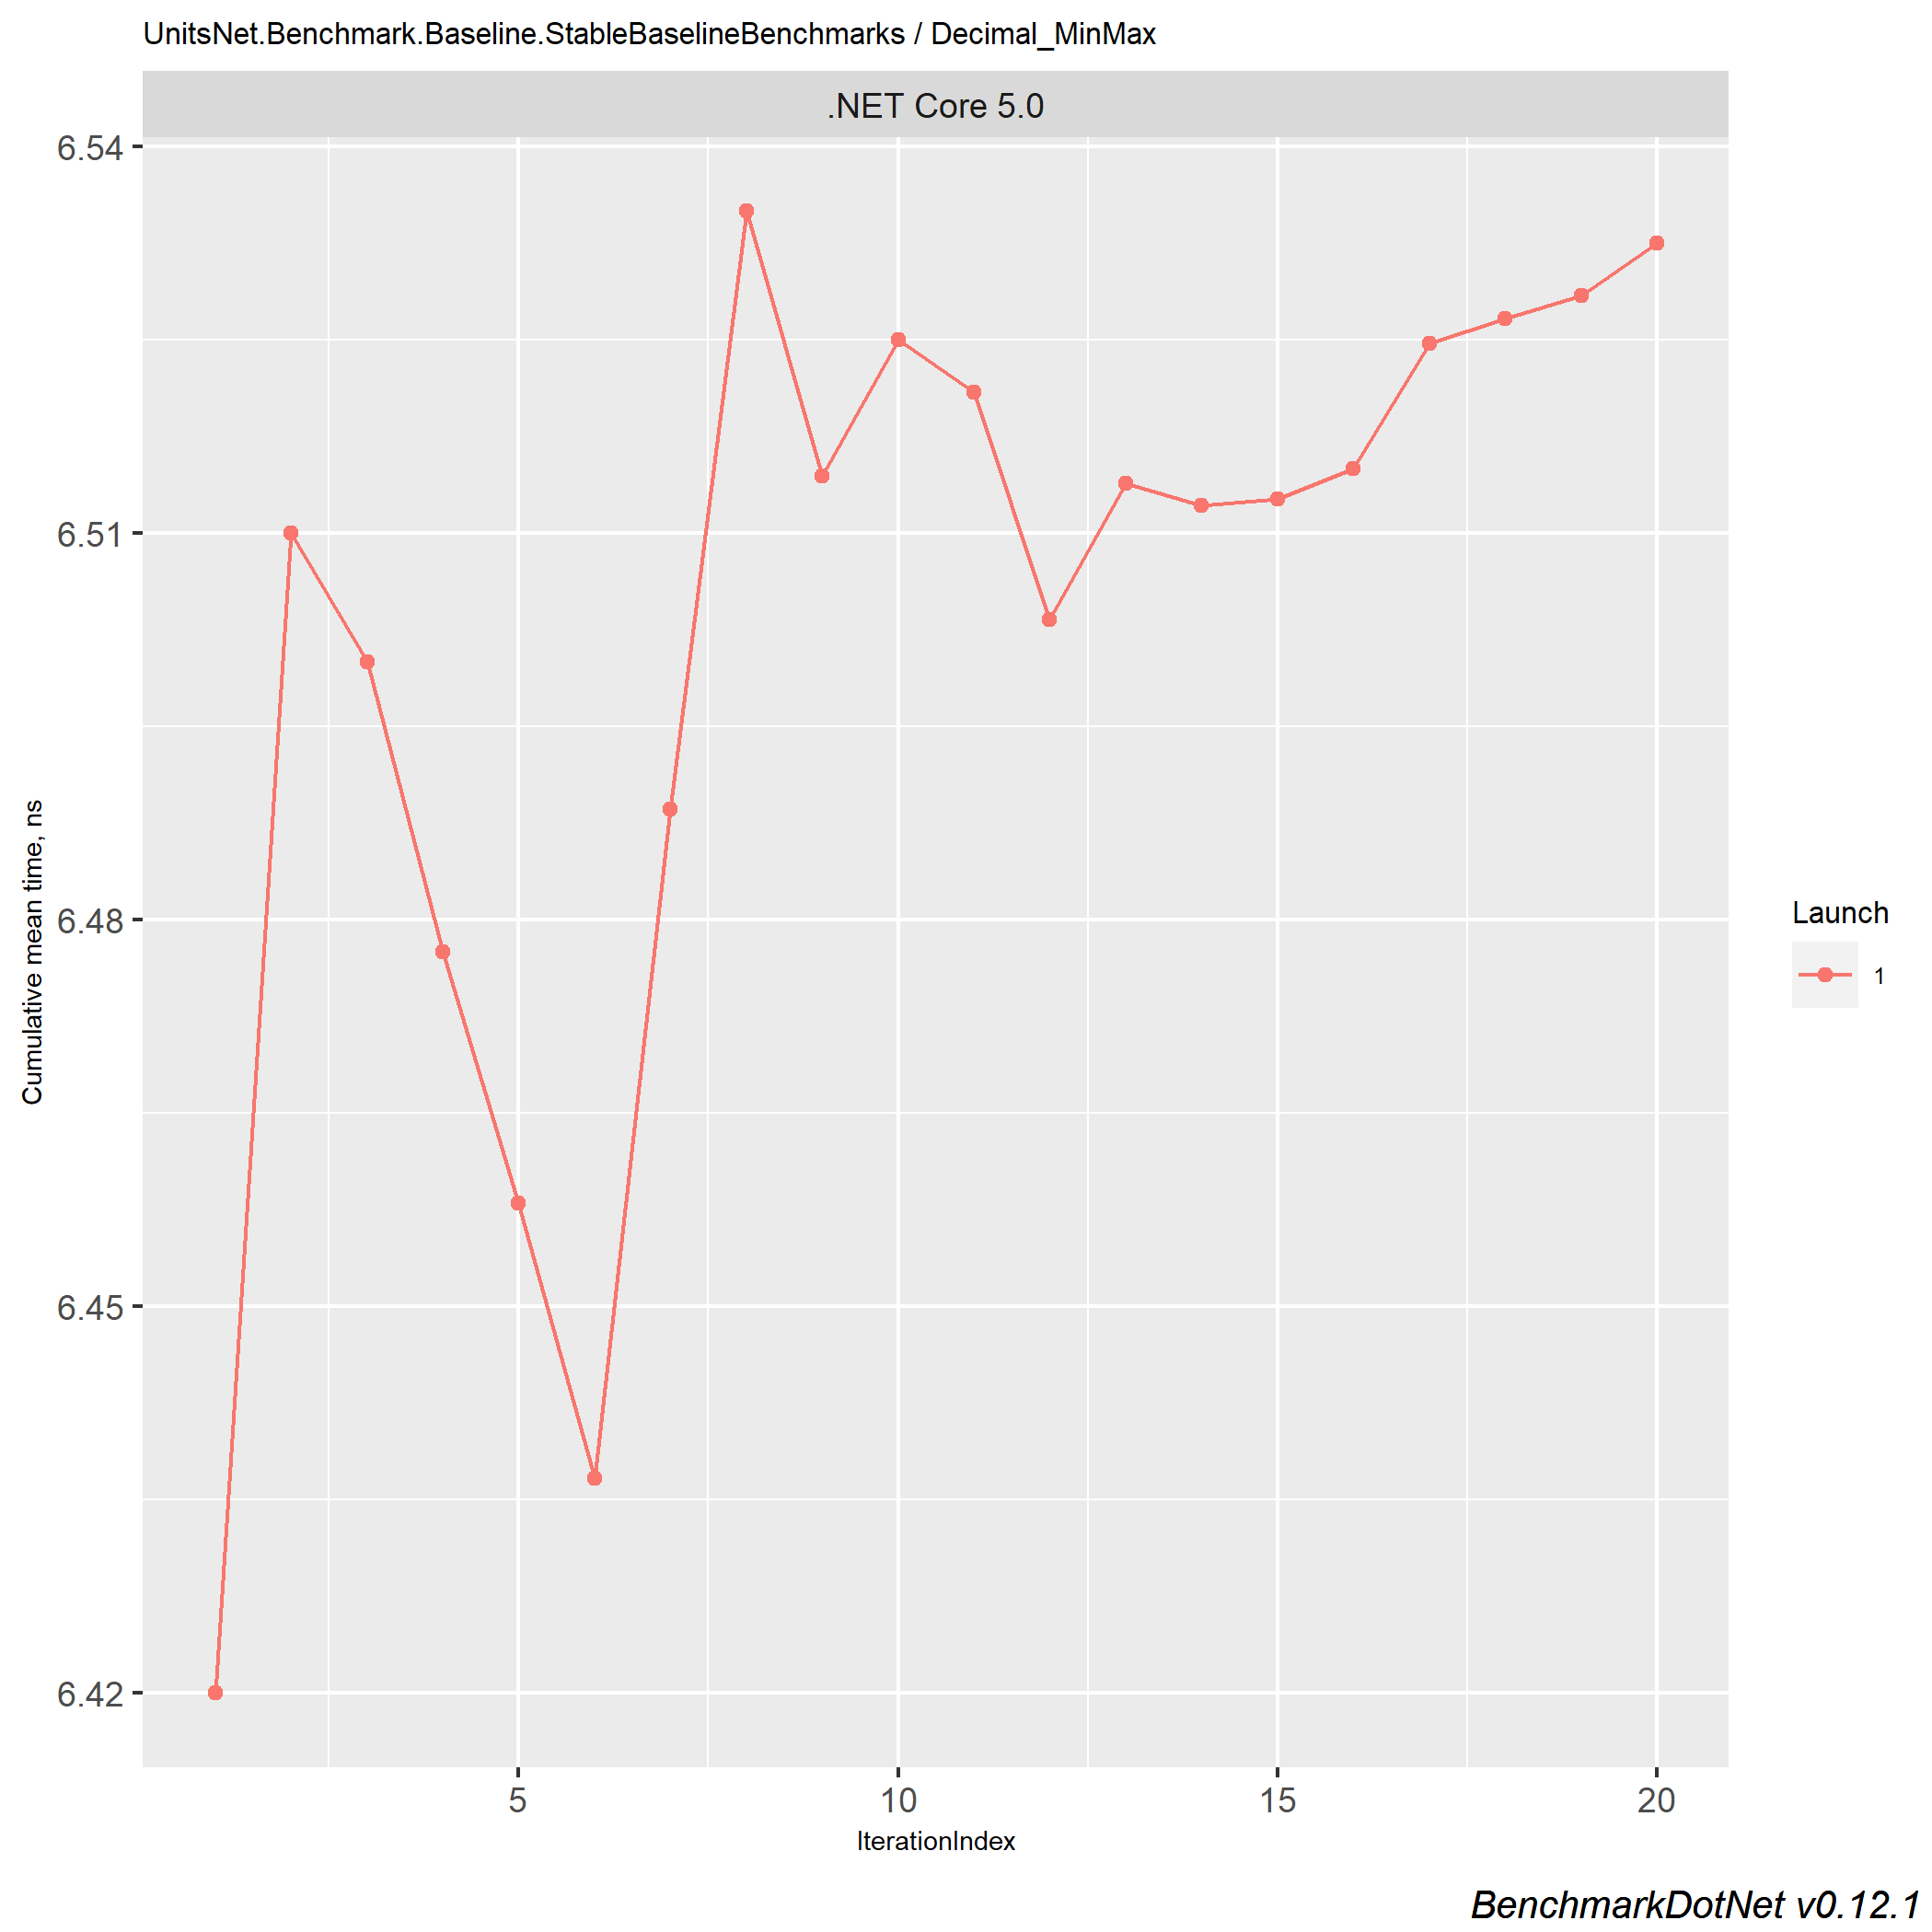 UnitsNet.Benchmark.Baseline.StableBaselineBenchmarks / Decimal_MinMax
.NET Core 5.0
6.54
6.51
6.48
6.45
6.42
Cumulative mean time, ns
5
10
15
20
IterationIndex
Launch
1
BenchmarkDotNet v0.12.1